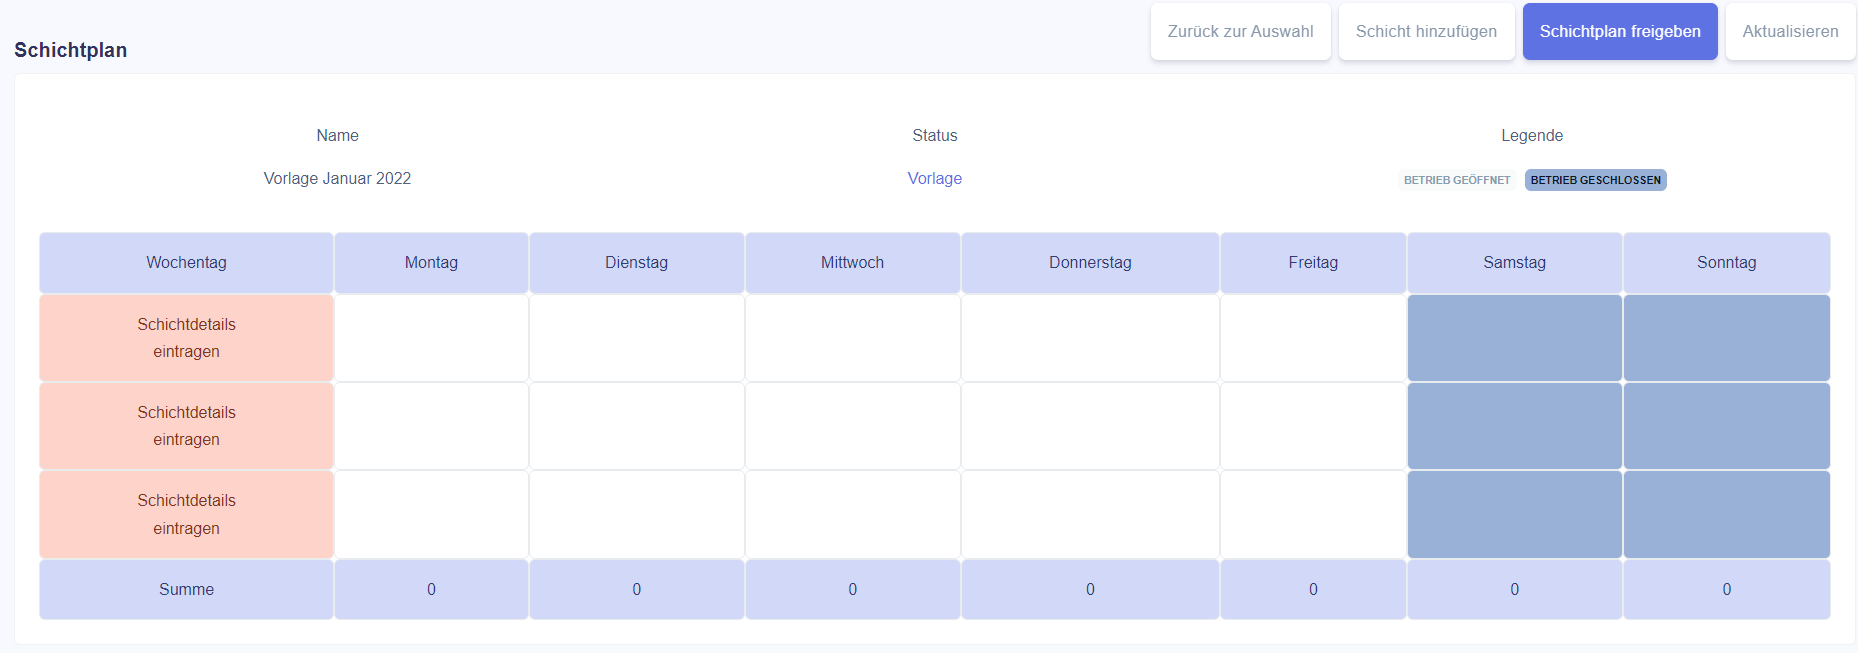 Zurück zur Auswahl Schicht hinzufügen Schichtplan freigeben Aktualisieren
Schichtplan
Name Status Legende
Vorlage Januar 2022 Vorlage BETRIEB GEÖFFNET BETRIEB GESCHLOSSEN
Wochentag Montag Dienstag Mittwoch Donnerstag Freitag Samstag Sonntag
Schichtdetails
eintragen
Schichtdetails
eintragen
Schichtdetails
eintragen
Summe 0 0 0 0 0 0 0